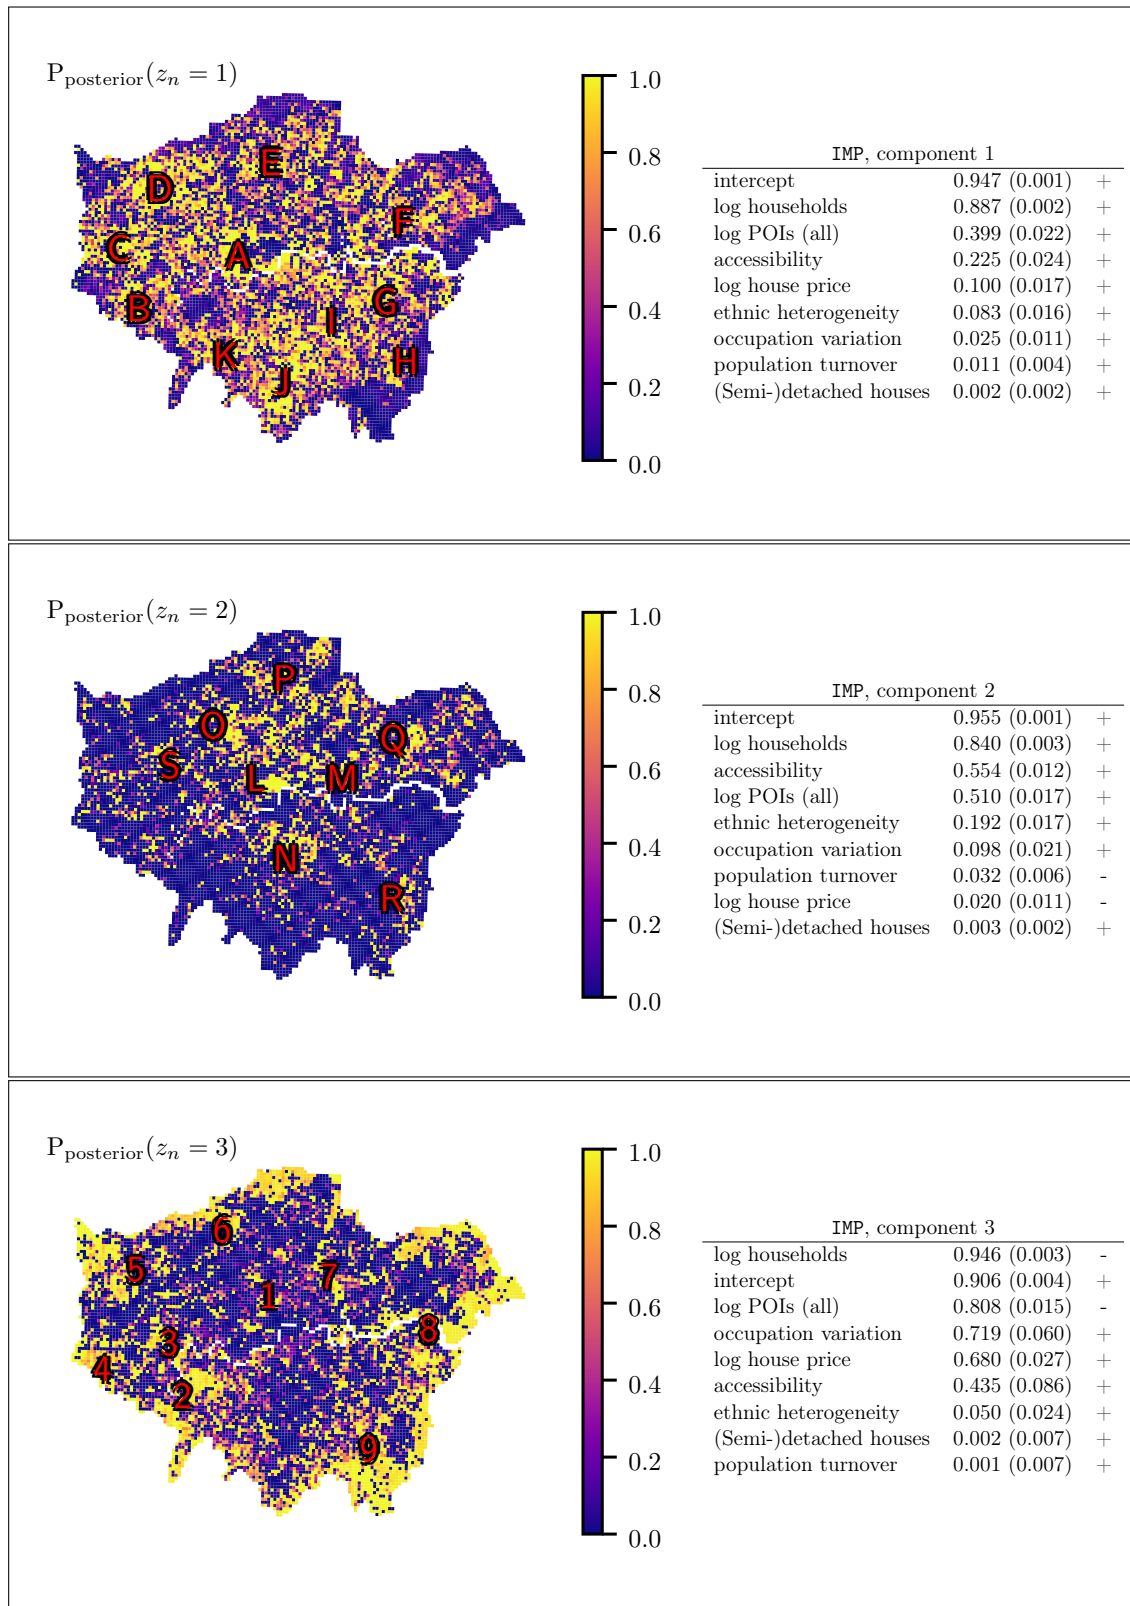 P_posterior(z_n = 1)
1.0
0.8
0.6
0.4
0.2
0.0
E
D
F
C
A
B
G
I
K
H
J
IMP, component 1
intercept 0.947 (0.001) +
log households 0.887 (0.002) +
log POIs (all) 0.399 (0.022) +
accessibility 0.225 (0.024) +
log house price 0.100 (0.017) +
ethnic heterogeneity 0.083 (0.016) +
occupation variation 0.025 (0.011) +
population turnover 0.011 (0.004) +
(Semi-)detached houses 0.002 (0.002) +
P_posterior(z_n = 2)
1.0
0.8
0.6
0.4
0.2
0.0
P
O
Q
S
L
M
N
R
IMP, component 2
intercept 0.955 (0.001) +
log households 0.840 (0.003) +
accessibility 0.554 (0.012) +
log POIs (all) 0.510 (0.017) +
ethnic heterogeneity 0.192 (0.017) +
occupation variation 0.098 (0.021) +
population turnover 0.032 (0.006) -
log house price 0.020 (0.011) -
(Semi-)detached houses 0.003 (0.002) +
P_posterior(z_n = 3)
1.0
0.8
0.6
0.4
0.2
0.0
6
5
7
1
8
3
4
2
9
IMP, component 3
log households 0.946 (0.003) -
intercept 0.906 (0.004) +
log POIs (all) 0.808 (0.015) -
occupation variation 0.719 (0.060) +
log house price 0.680 (0.027) +
accessibility 0.435 (0.086) +
ethnic heterogeneity 0.050 (0.024) +
(Semi-)detached houses 0.002 (0.007) +
population turnover 0.001 (0.007) +